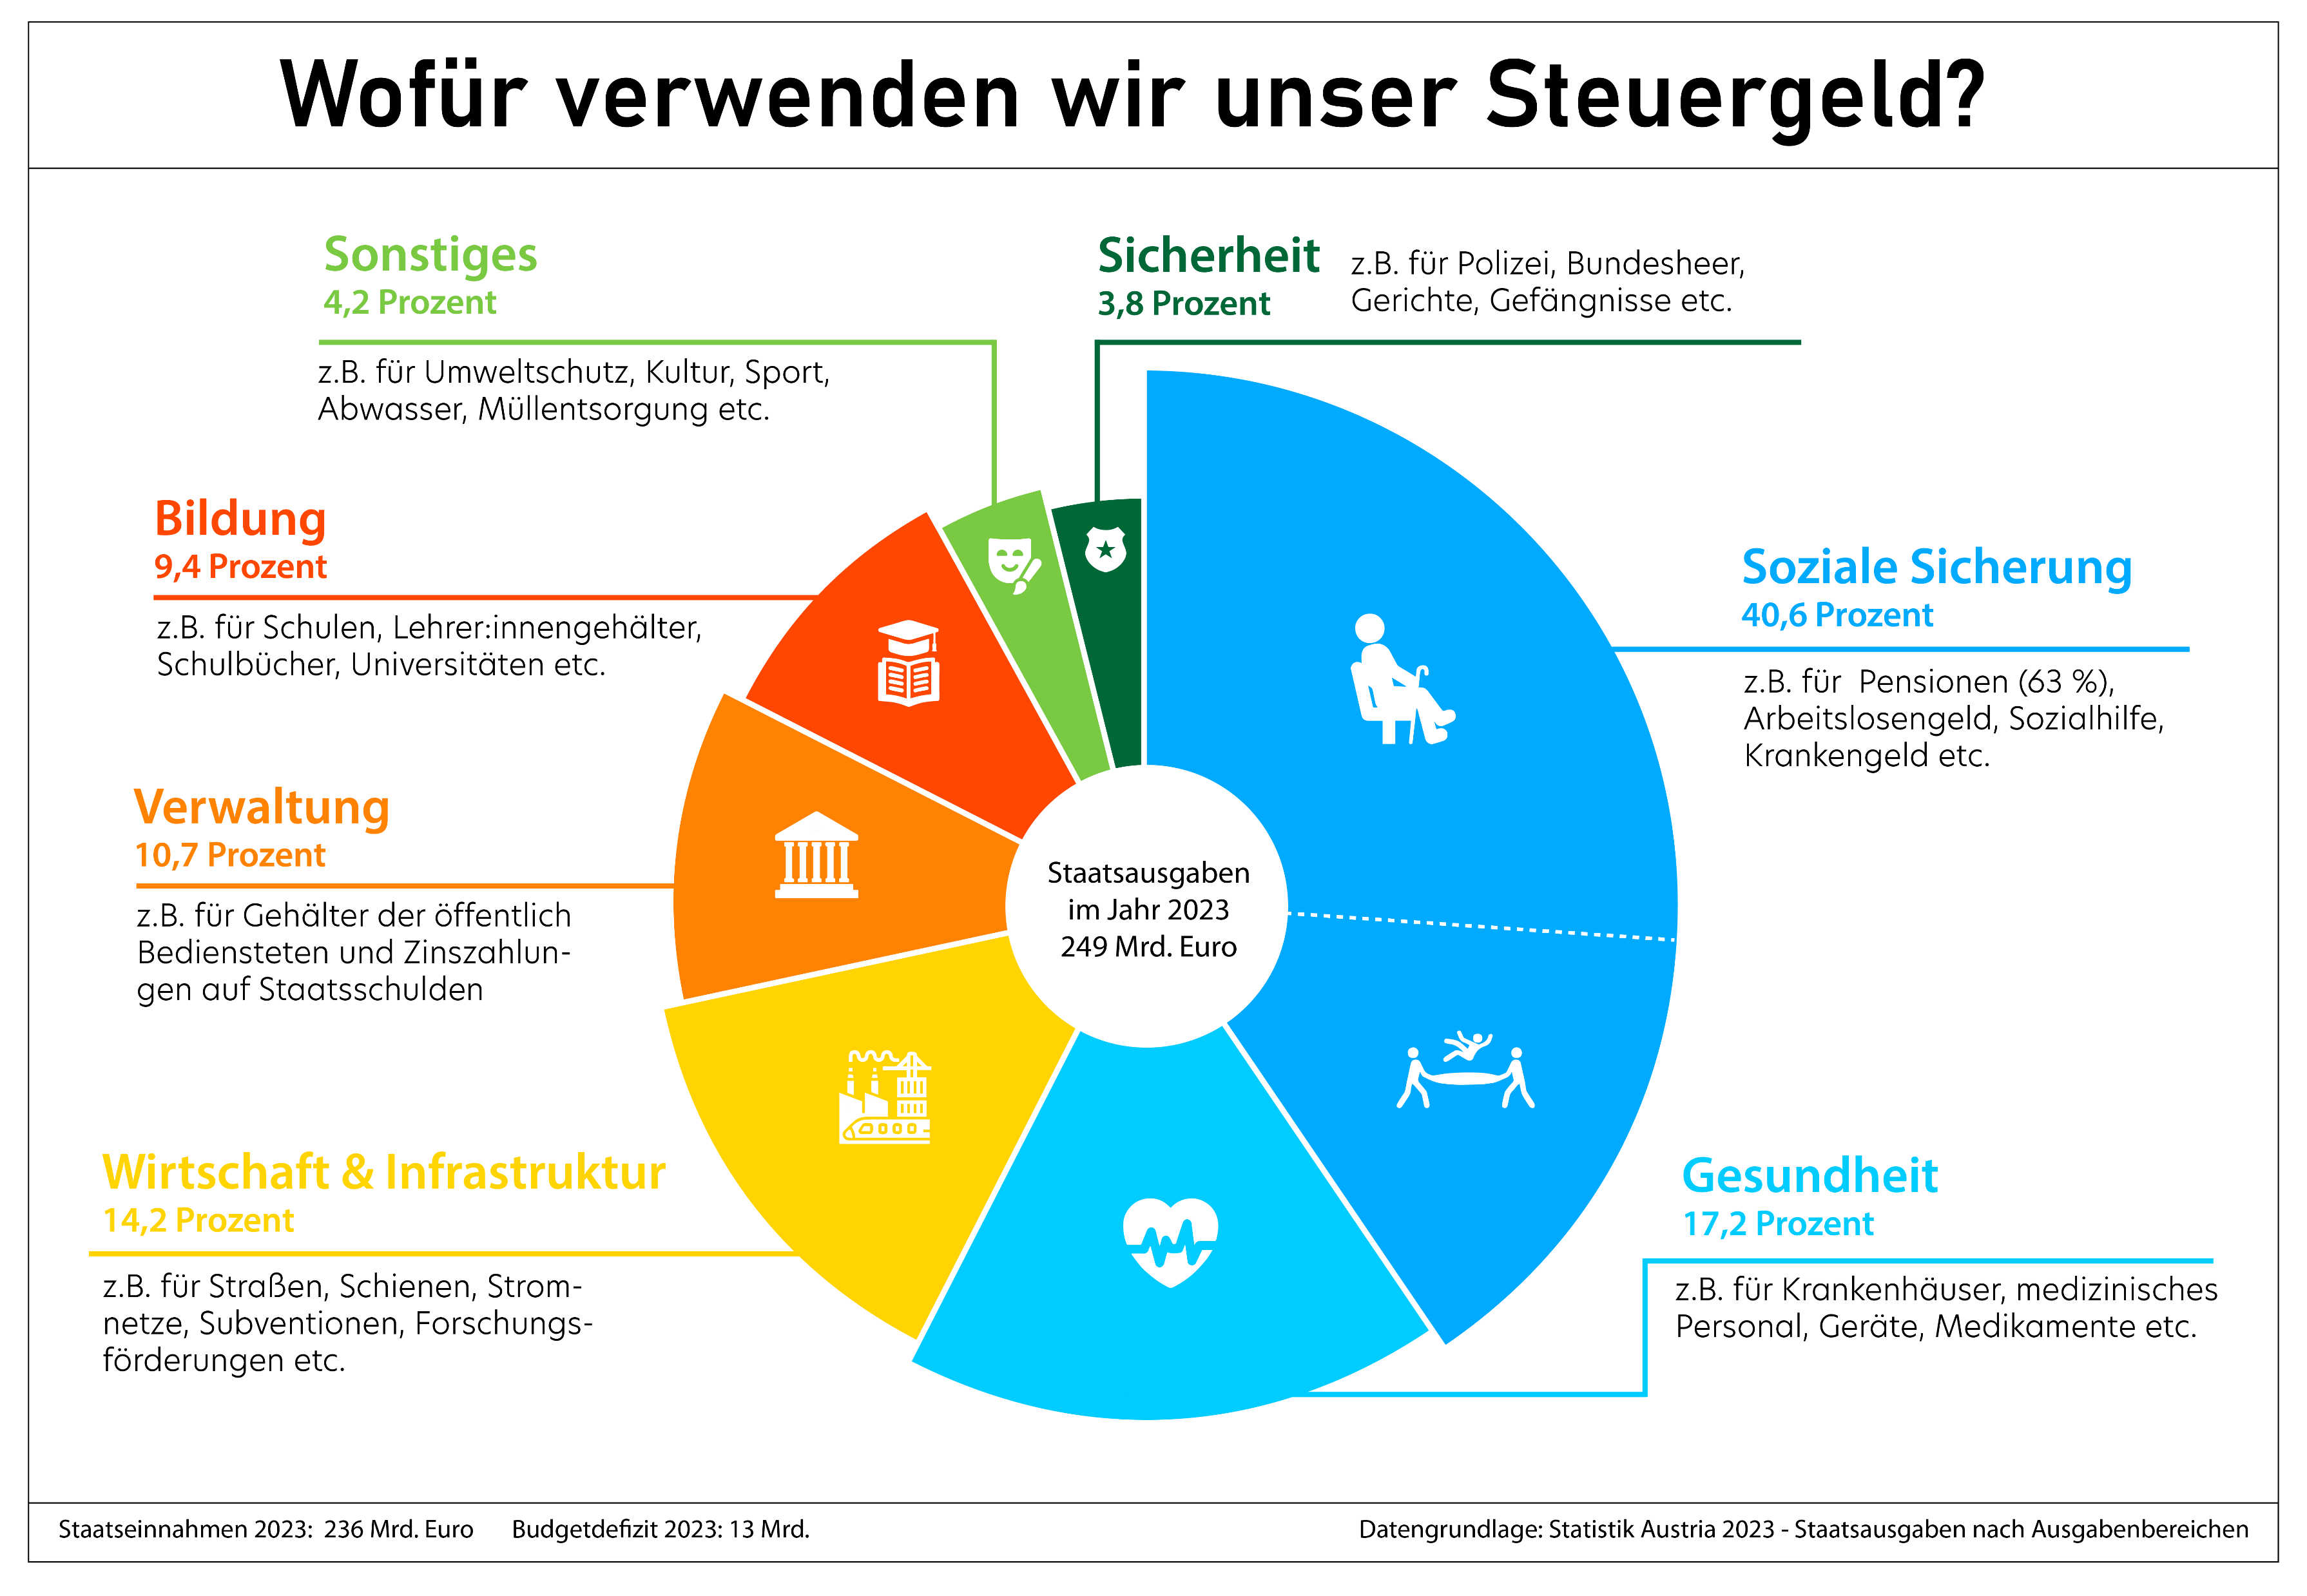 Wofür verwenden wir unser Steuergeld?
Sonstiges
4,2 Prozent
z.B. für Umweltschutz, Kultur, Sport,
Abwasser, Müllentsorgung etc.
Sicherheit
3,8 Prozent
z.B. für Polizei, Bundesheer,
Gerichte, Gefängnisse etc.
Bildung
9,4 Prozent
z.B. für Schulen, Lehrer:innengehälter,
Schulbücher, Universitäten etc.
Soziale Sicherung
40,6 Prozent
z.B. für Pensionen (63 %),
Arbeitslosengeld, Sozialhilfe,
Krankengeld etc.
Verwaltung
10,7 Prozent
z.B. für Gehälter der öffentlich
Bediensteten und Zinszahlun-
gen auf Staatsschulden
Staatsausgaben
im Jahr 2023
249 Mrd. Euro
Wirtschaft & Infrastruktur
14,2 Prozent
z.B. für Straßen, Schienen, Strom-
netze, Subventionen, Forschungs-
förderungen etc.
Gesundheit
17,2 Prozent
z.B. für Krankenhäuser, medizinisches
Personal, Geräte, Medikamente etc.
Staatseinnahmen 2023: 236 Mrd. Euro Budgetdefizit 2023: 13 Mrd.
Datengrundlage: Statistik Austria 2023 - Staatsausgaben nach Ausgabenbereichen